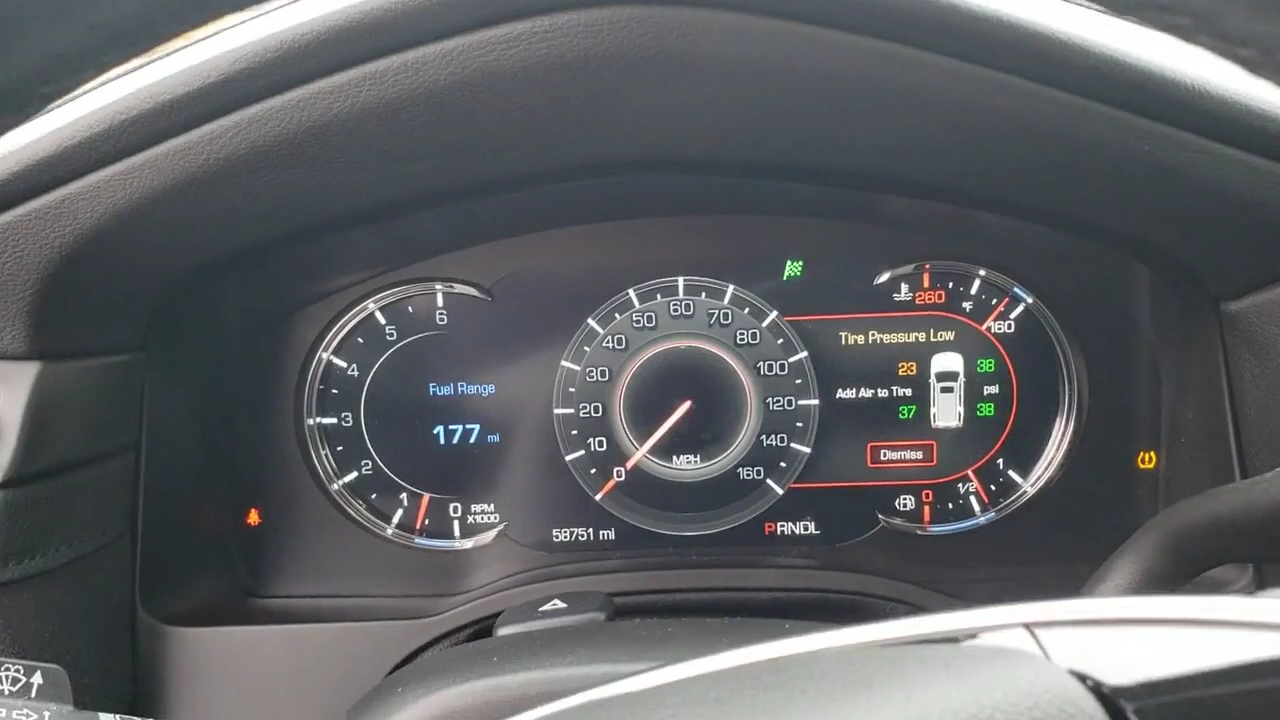 6
5
4
3
2
1
0
RPM
X1000
Fuel Range
177 mi
0
10
20
30
40
50
60
70
80
100
120
140
160
MPH
58751 mi
PRNDL
260
°F
160
Tire Pressure Low
23 38
Add Air to Tire psi
37 38
Dismiss
0
1/2
1